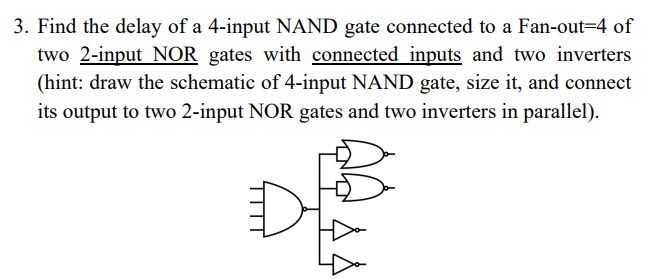 3. Find the delay of a 4-input NAND gate connected to a Fan-out=4 of
two 2-input NOR gates with connected inputs and two inverters
(hint: draw the schematic of 4-input NAND gate, size it, and connect
its output to two 2-input NOR gates and two inverters in parallel).